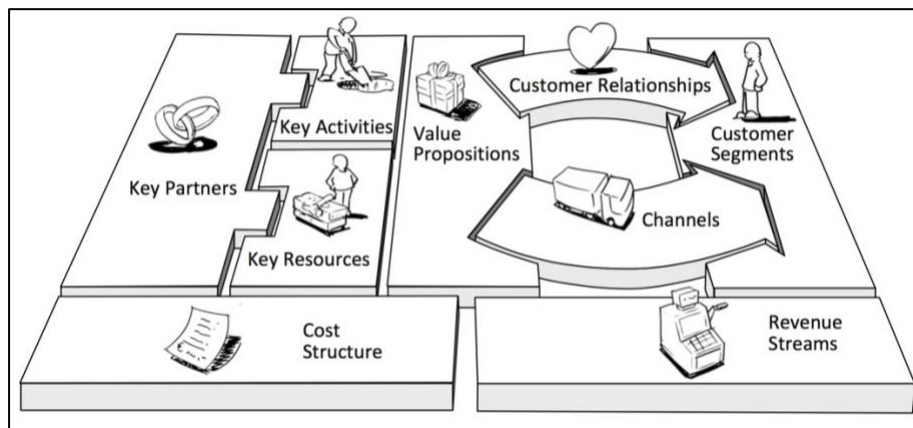 Key Partners
Key Activities
Key Resources
Value
Propositions
Customer Relationships
Channels
Customer
Segments
Cost
Structure
Revenue
Streams